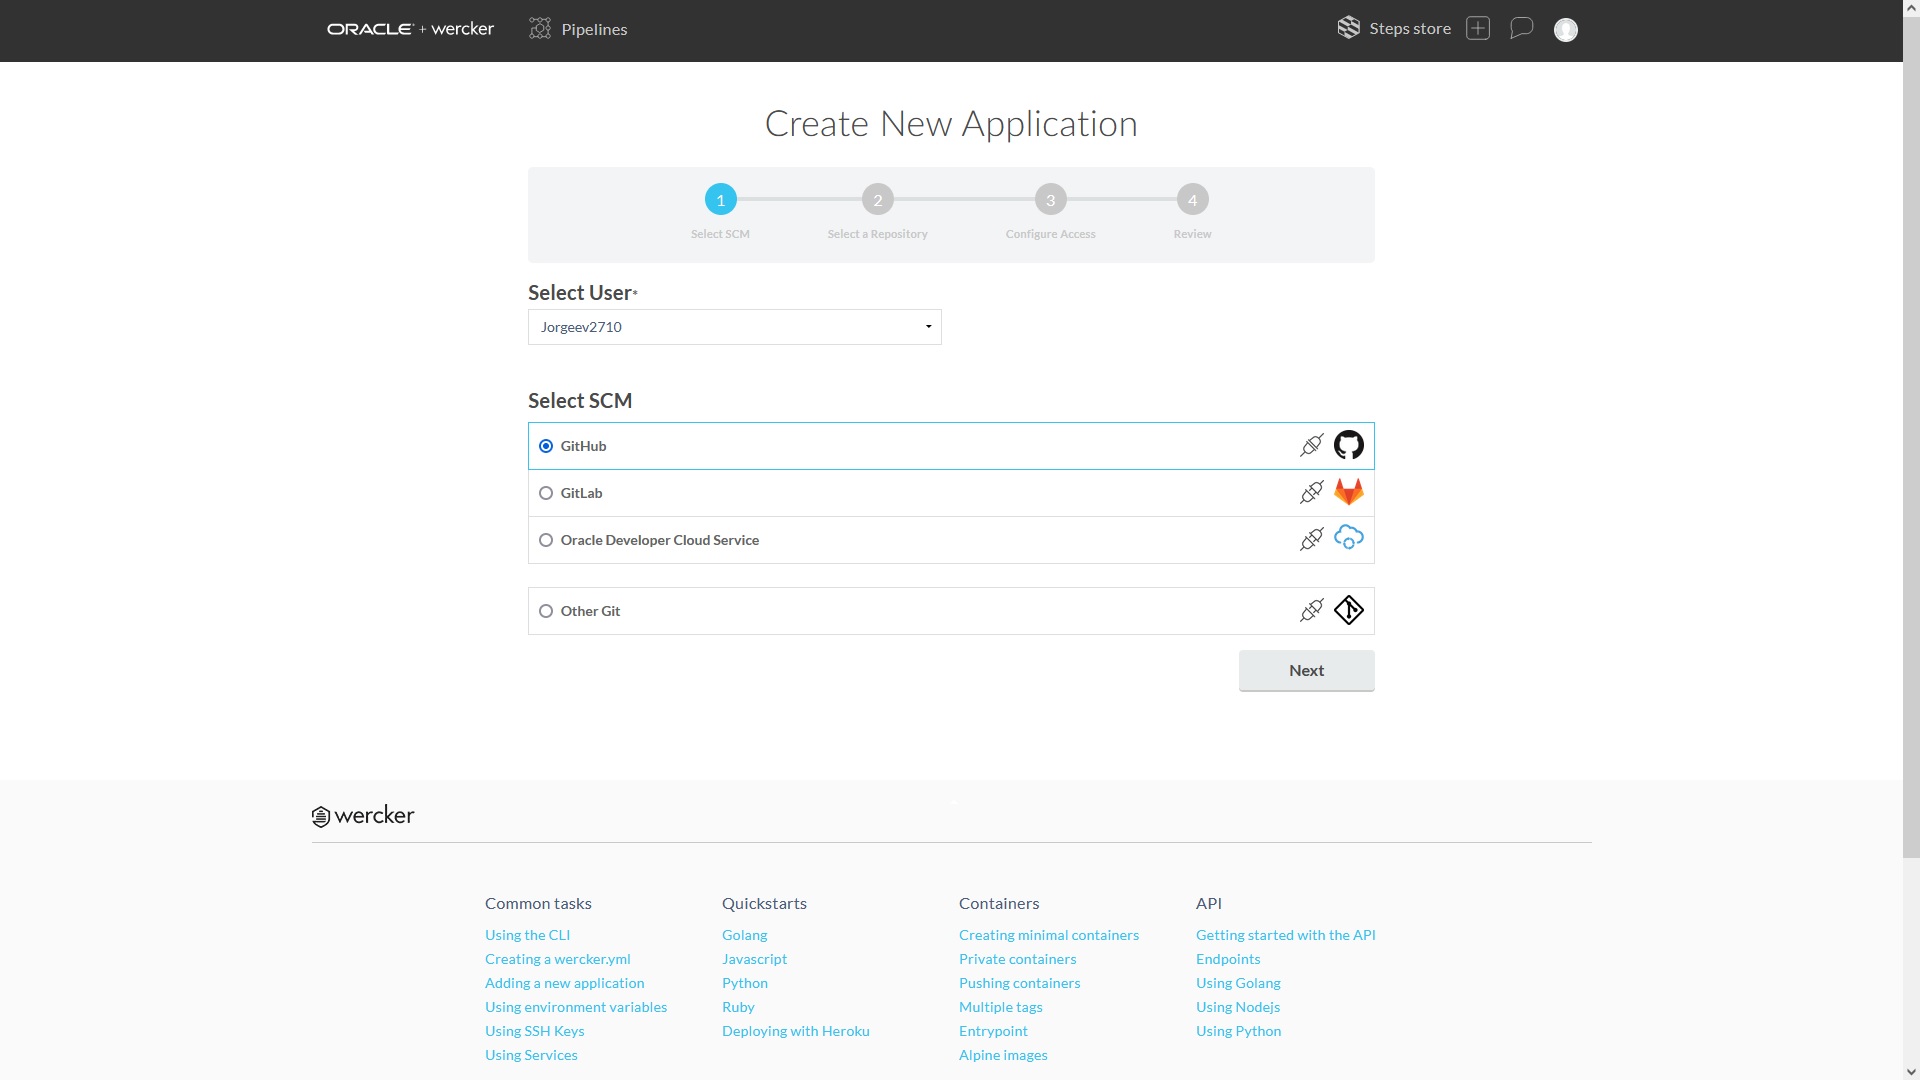 ORACLE + wercker Pipelines Steps store
Create New Application
1 2 3 4
Select SCM Select a Repository Configure Access Review
Select User*
Jorgeev2710
Select SCM
GitHub
GitLab
Oracle Developer Cloud Service
Other Git
Next
wercker
Common tasks
Using the CLI
Creating a wercker.yml
Adding a new application
Using environment variables
Using SSH Keys
Using Services
Quickstarts
Golang
Javascript
Python
Ruby
Deploying with Heroku
Containers
Creating minimal containers
Private containers
Pushing containers
Multiple tags
Entrypoint
Alpine images
API
Getting started with the API
Endpoints
Using Golang
Using Nodejs
Using Python